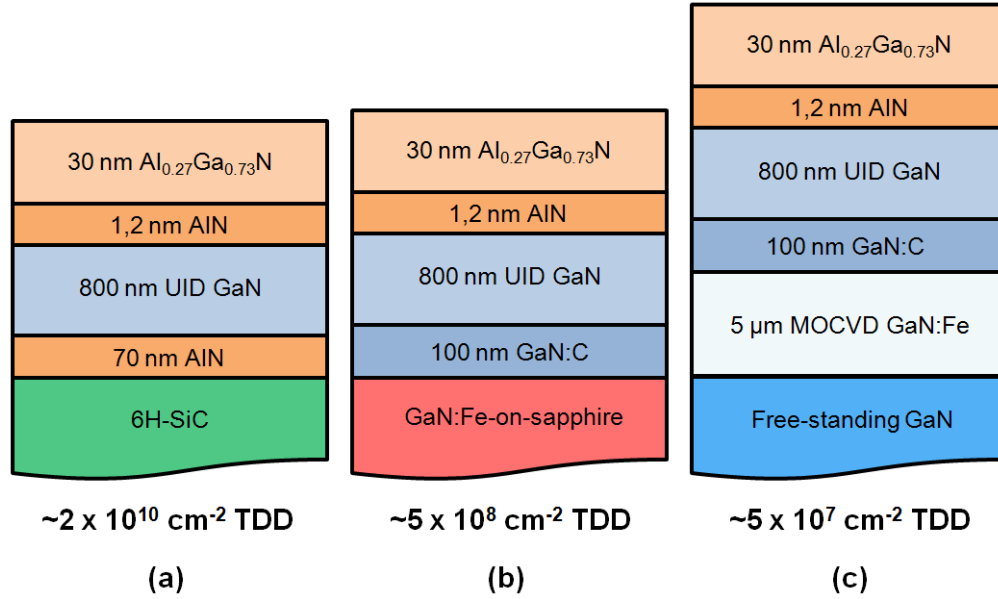 30 nm Al₀.₂₇Ga₀.₇₃N
1,2 nm AlN
800 nm UID GaN
70 nm AlN
6H-SiC
~2 x 10¹⁰ cm⁻² TDD
(a)
30 nm Al₀.₂₇Ga₀.₇₃N
1,2 nm AlN
800 nm UID GaN
100 nm GaN:C
GaN:Fe-on-sapphire
~5 x 10⁸ cm⁻² TDD
(b)
30 nm Al₀.₂₇Ga₀.₇₃N
1,2 nm AlN
800 nm UID GaN
100 nm GaN:C
5 µm MOCVD GaN:Fe
Free-standing GaN
~5 x 10⁷ cm⁻² TDD
(c)